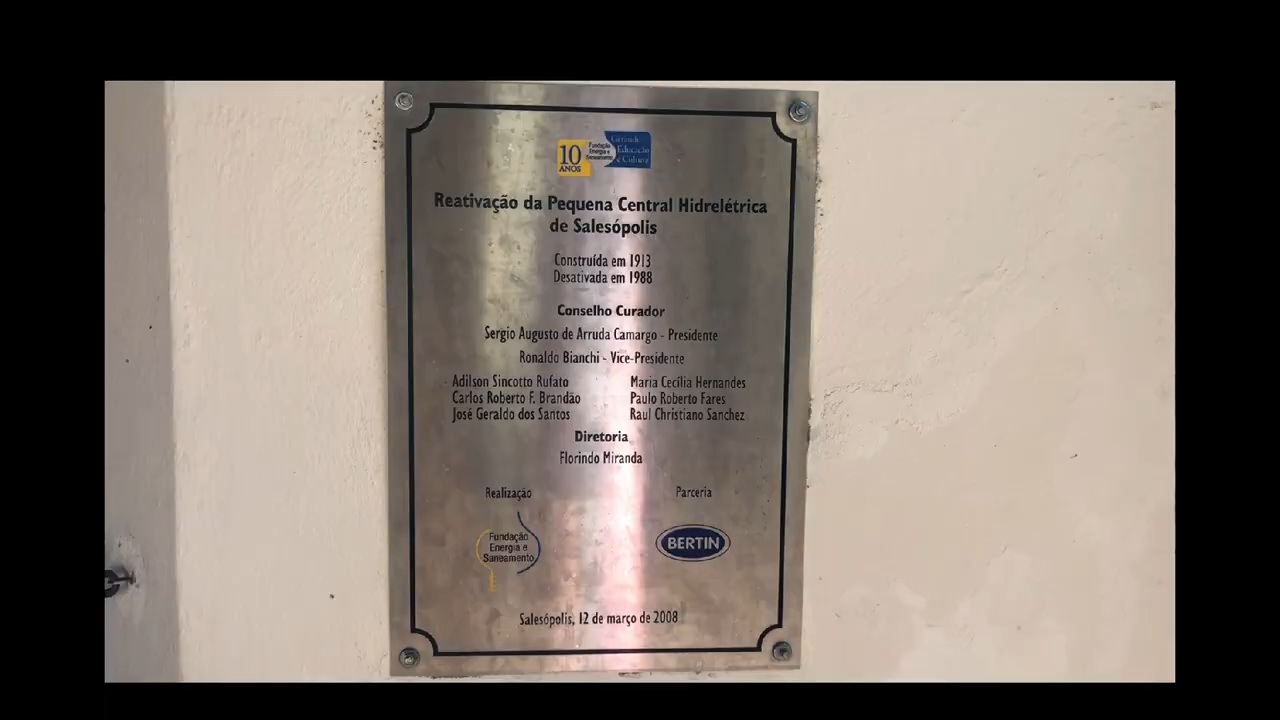 10
ANOS
Fundação
Energia e
Saneamento
Gerando
Educação
e Cultura
Reativação da Pequena Central Hidrelétrica
de Salesópolis
Construída em 1913
Desativada em 1988
Conselho Curador
Sergio Augusto de Arruda Camargo - Presidente
Ronaldo Bianchi - Vice-Presidente
Adilson Sincotto Rufato Maria Cecília Hernandes
Carlos Roberto F. Brandão Paulo Roberto Fares
José Geraldo dos Santos Raul Christiano Sanchez
Diretoria
Florindo Miranda
Realização Parceria
Fundação
Energia e
Saneamento
BERTIN
Salesópolis, 12 de março de 2008